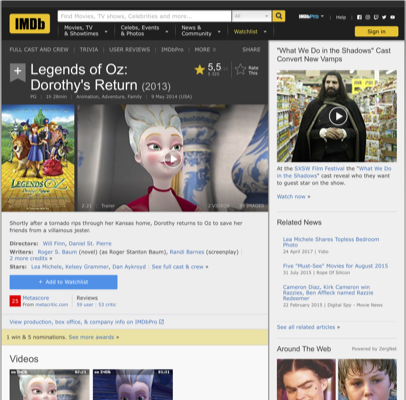 IMDb
Find Movies, TV shows, Celebrities and more...
All
IMDbPro
Help
Movies, TV & Showtimes
Celebs, Events & Photos
News & Community
Watchlist
Sign in
FULL CAST AND CREW | TRIVIA | USER REVIEWS | IMDbPro | MORE
SHARE
Legends of Oz:
Dorothy's Return (2013)
PG | 1h 28min | Animation, Adventure, Family | 9 May 2014 (USA)
5,5
Rate This
LEGENDS OZ
2:21 Trailer
2 VIDEOS
IMAGES
Shortly after a tornado rips through her Kansas home, Dorothy returns to Oz to save her
friends from a villainous jester.
Directors: Will Finn, Daniel St. Pierre
Writers: Roger S. Baum (novel) (as Roger Stanton Baum), Randi Barnes (screenplay) |
2 more credits »
Stars: Lea Michele, Kelsey Grammer, Dan Aykroyd | See full cast & crew »
+ Add to Watchlist
25
Metascore
From metacritic.com
Reviews
59 user | 53 critic
View production, box office, & company info on IMDbPro
1 win & 5 nominations. See more awards »
Videos
"What We Do in the Shadows" Cast
Convert New Vamps
At the SXSW Film Festival the "What We Do
in the Shadows" cast reveal who they want
to guest star on the show.
Watch now »
Related News
Lea Michele Shares Topless Bedroom
Photo
24 April 2017 | Yidio
Five "Must-Sees" Movies for August 2015
31 July 2015 | Rope Of Silicon
Cameron Diaz, Kirk Cameron win
Razzies, Ben Affleck named Razzie
Redeemer
22 February 2015 | Digital Spy - Movie News
See all related articles »
Around The Web
Powered by ZergNet